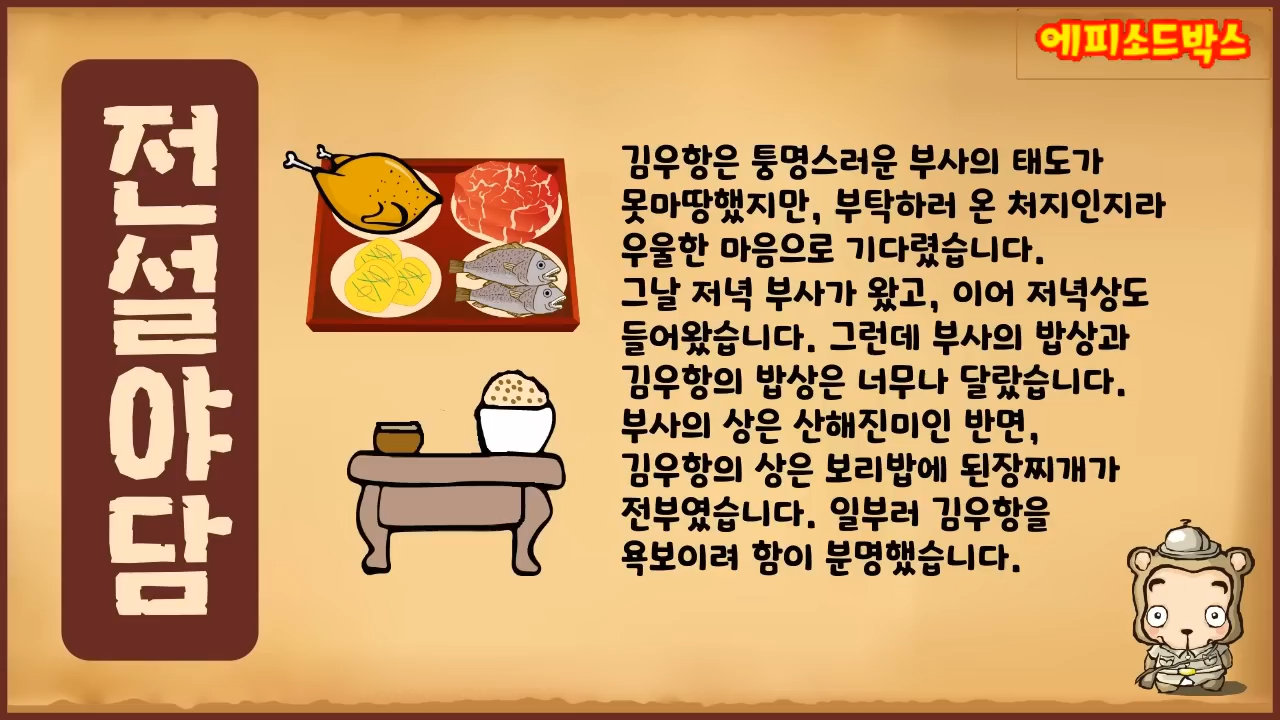 에피소드박스
전설야담
김우항은 퉁명스러운 부사의 태도가
못마땅했지만, 부탁하러 온 처지인지라
우울한 마음으로 기다렸습니다.
그날 저녁 부사가 왔고, 이어 저녁상도
들어왔습니다. 그런데 부사의 밥상과
김우항의 밥상은 너무나 달랐습니다.
부사의 상은 산해진미인 반면,
김우항의 상은 보리밥에 된장찌개가
전부였습니다. 일부러 김우항을
욕보이려 함이 분명했습니다.